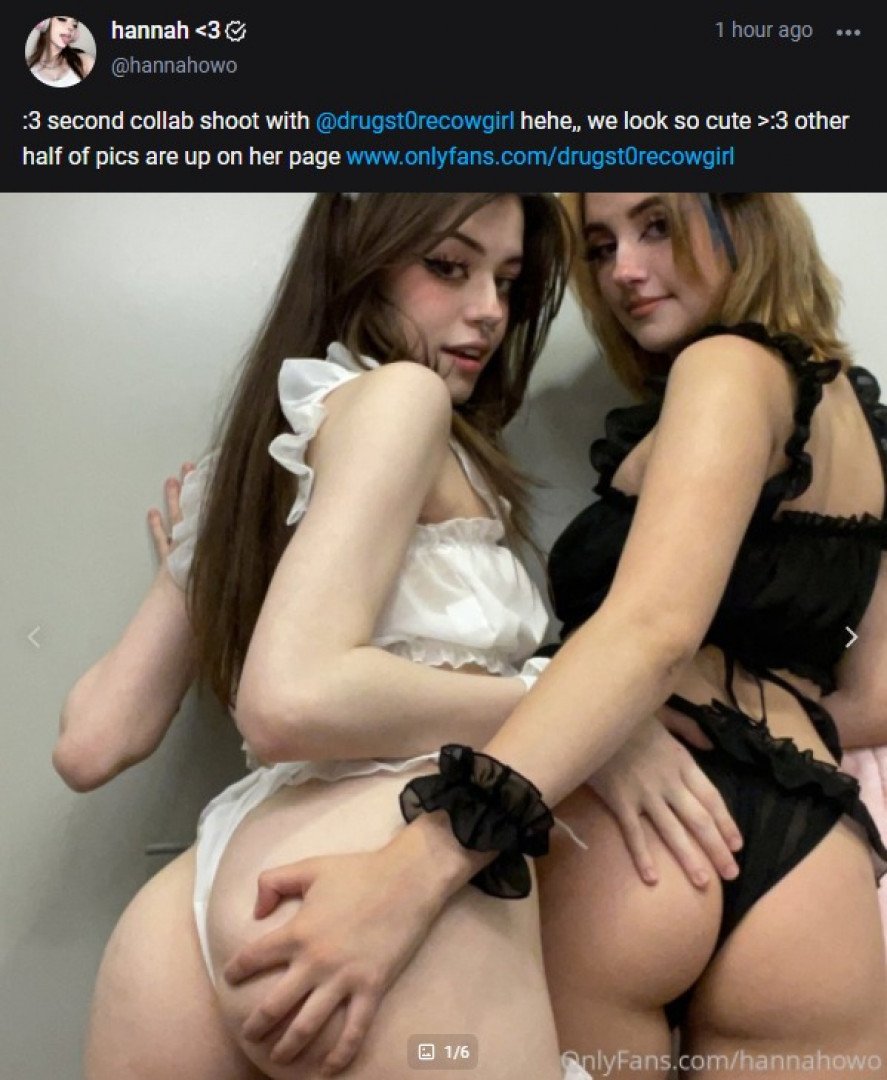 hannah <3
1 hour ago
@hannahowo
:3 second collab shoot with @drugst0recowgirl hehe,, we look so cute >:3 other
half of pics are up on her page www.onlyfans.com/drugst0recowgirl
1/6
OnlyFans.com/hannahowo